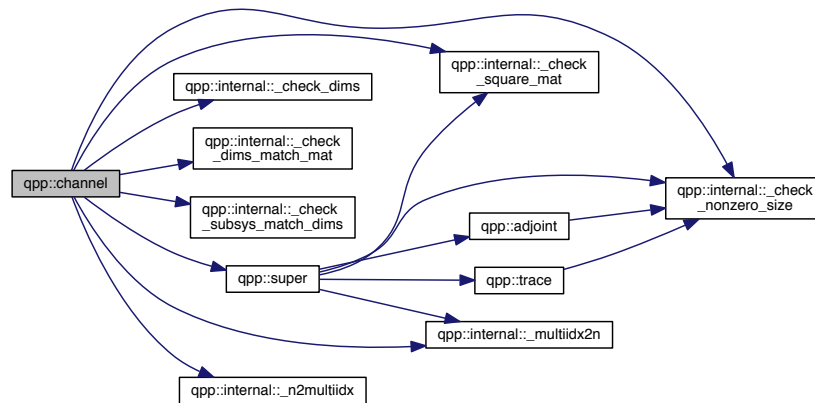 qpp::channel
qpp::internal::_check_dims
qpp::internal::_check
_dims_match_mat
qpp::internal::_check
_subsys_match_dims
qpp::super
qpp::internal::_n2multiidx
qpp::internal::_check
_square_mat
qpp::adjoint
qpp::trace
qpp::internal::_multiidx2n
qpp::internal::_check
_nonzero_size